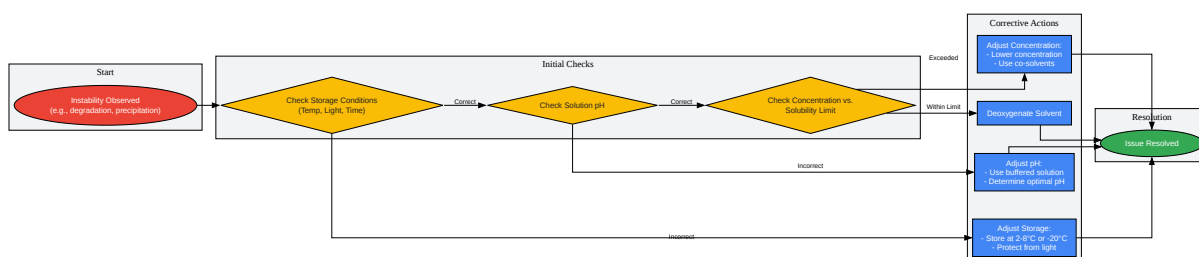 Start
Instability Observed
(e.g., degradation, precipitation)
Initial Checks
Check Storage Conditions
(Temp, Light, Time)
Correct
Check Solution pH
Correct
Check Concentration vs.
Solubility Limit
Exceeded
Within Limit
Incorrect
Incorrect
Corrective Actions
Adjust Concentration:
- Lower concentration
- Use co-solvents
Deoxygenate Solvent
Adjust pH:
- Use buffered solution
- Determine optimal pH
Adjust Storage:
- Store at 2-8°C or -20°C
- Protect from light
Resolution
Issue Resolved